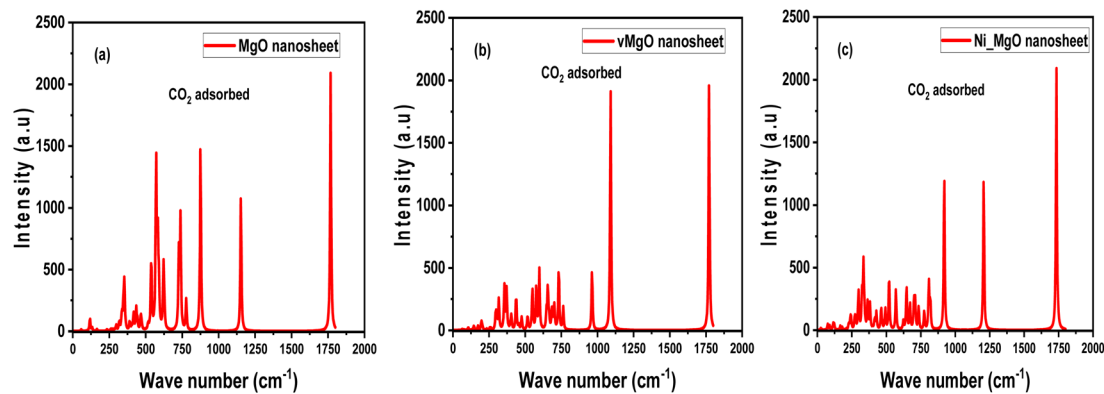 2500
2000
1500
1000
500
0
0 250 500 750 1000 1250 1500 1750 2000
Intensity (a.u)
Wave number (cm-1)
(a)
MgO nanosheet
CO2 adsorbed
2500
2000
1500
1000
500
0
0 250 500 750 1000 1250 1500 1750 2000
Intensity (a.u)
Wave number (cm-1)
(b)
vMgO nanosheet
CO2 adsorbed
2500
2000
1500
1000
500
0
0 250 500 750 1000 1250 1500 1750 2000
Intensity (a.u)
Wave number (cm-1)
(c)
Ni_MgO nanosheet
CO2 adsorbed